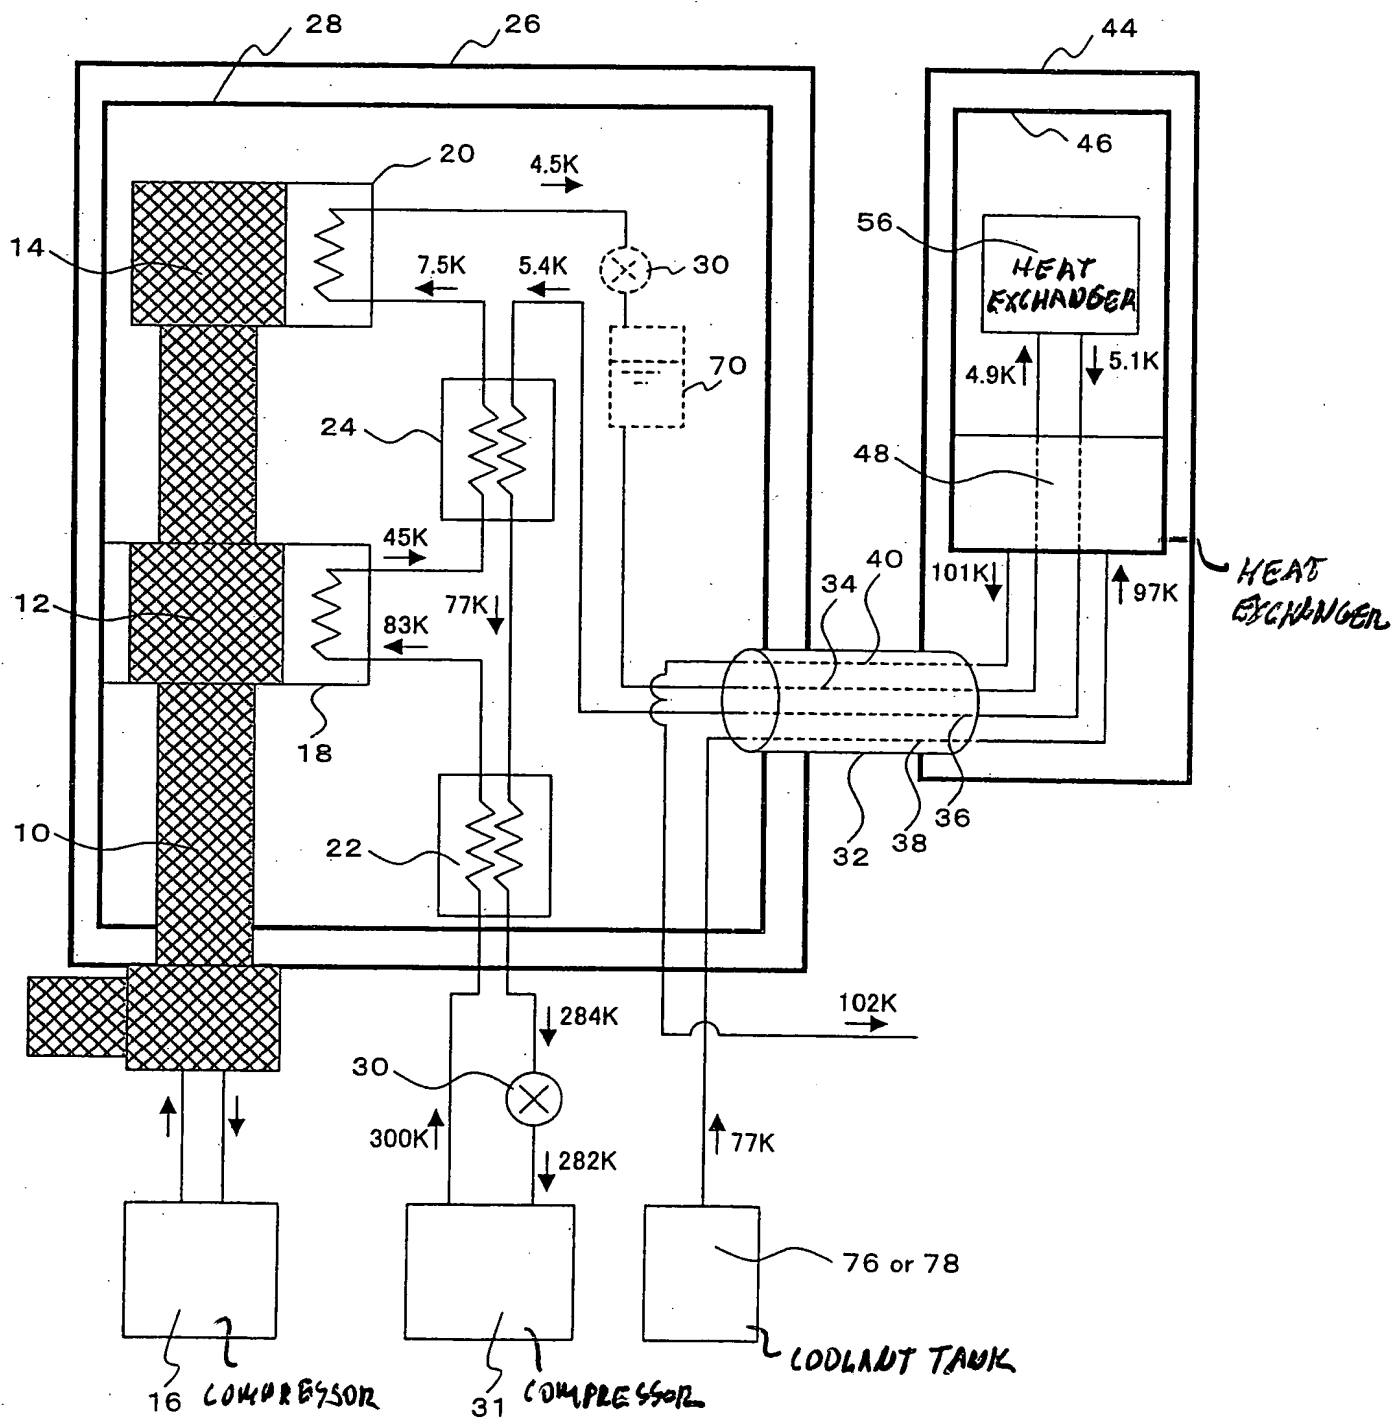 28
26
44
46
20
4.5K
14
7.5K
5.4K
30
56
HEAT
EXCHANGER
70
4.9K
5.1K
24
48
45K
HEAT
EXCHANGER
101K
97K
40
34
12
77K
83K
18
36
38
32
10
22
102K
284K
30
300K
282K
77K
76 or 78
COOLANT TANK
16 COMPRESSOR
31 COMPRESSOR